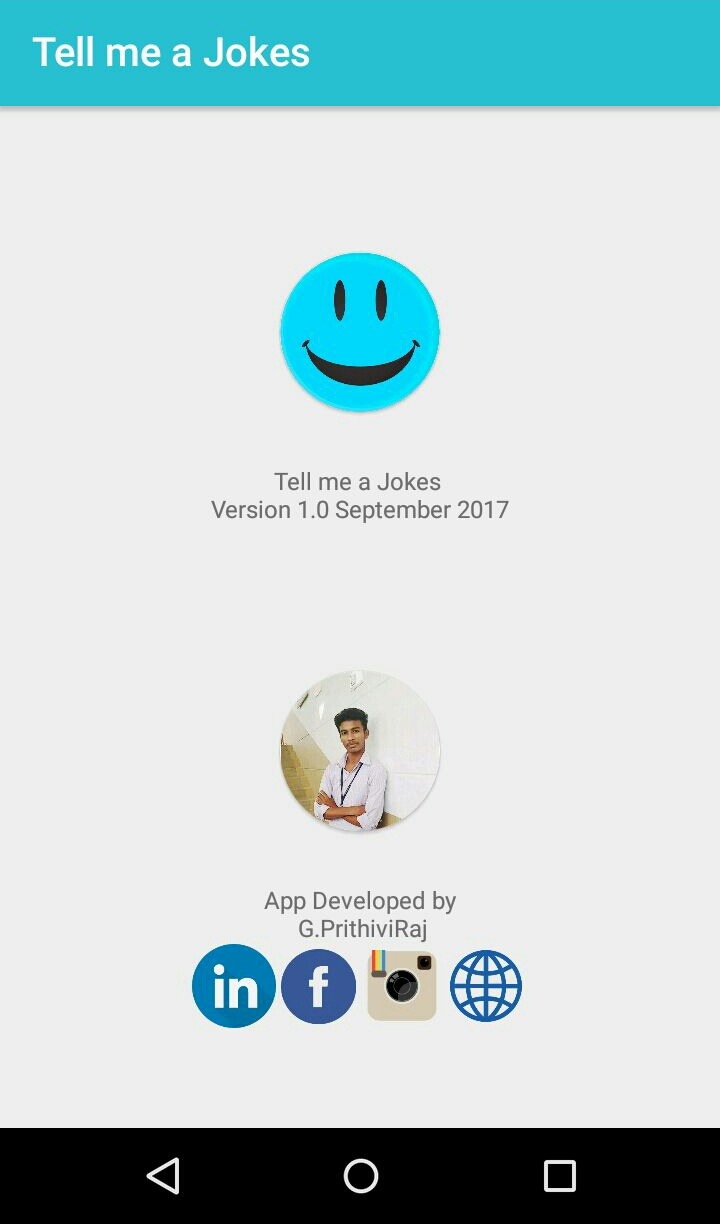 Tell me a Jokes
Tell me a Jokes
Version 1.0 September 2017
App Developed by
G.PrithiviRaj
in
f